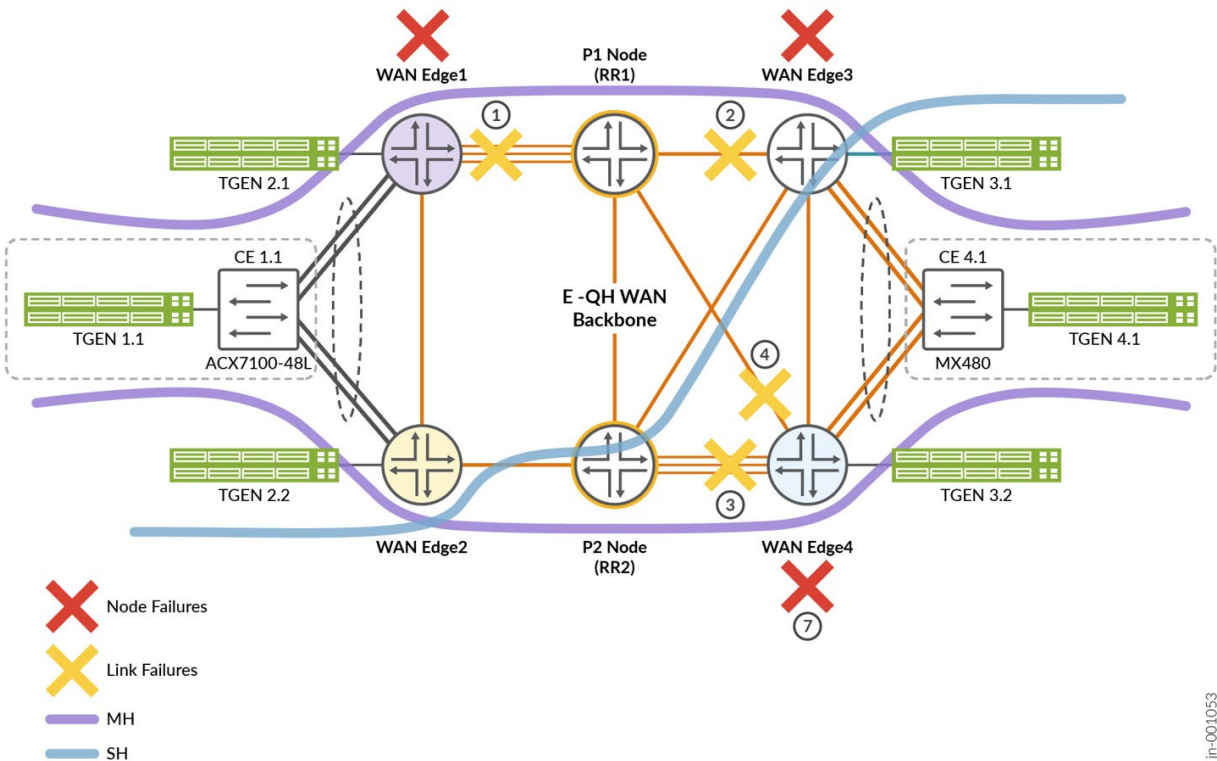 P1 Node
(RR1)
WAN Edge1
WAN Edge3
1
2
TGEN 2.1
TGEN 3.1
CE 1.1
CE 4.1
E -QH WAN
Backbone
TGEN 1.1
TGEN 4.1
ACX7100-48L
MX480
4
TGEN 2.2
TGEN 3.2
3
WAN Edge2
P2 Node
(RR2)
WAN Edge4
7
Node Failures
Link Failures
MH
SH
in-001053